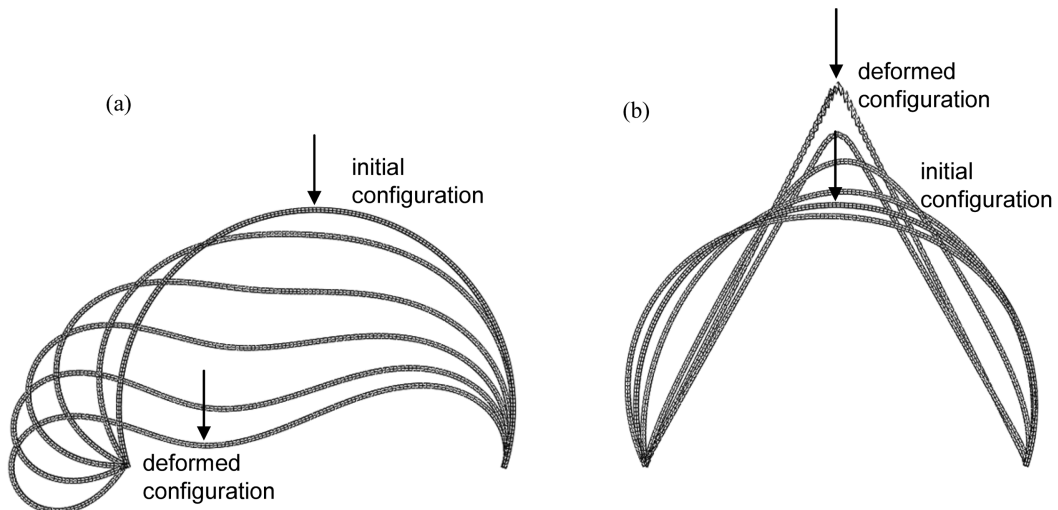 (a)
initial
configuration
deformed
configuration
(b)
deformed
configuration
initial
configuration